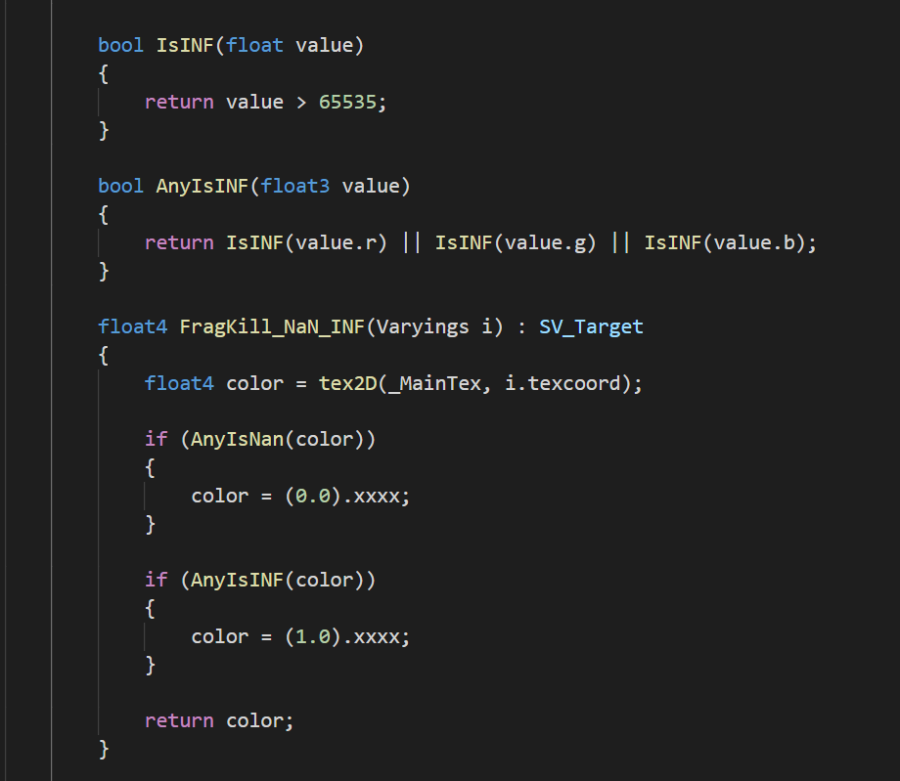 bool IsINF(float value)
{
    return value > 65535;
}
bool AnyIsINF(float3 value)
{
    return IsINF(value.r) || IsINF(value.g) || IsINF(value.b);
}
float4 FragKill_NaN_INF(Varyings i) : SV_Target
{
    float4 color = tex2D(_MainTex, i.texcoord);
    if (AnyIsNan(color))
    {
        color = (0.0).xxxx;
    }
    if (AnyIsINF(color))
    {
        color = (1.0).xxxx;
    }
    return color;
}